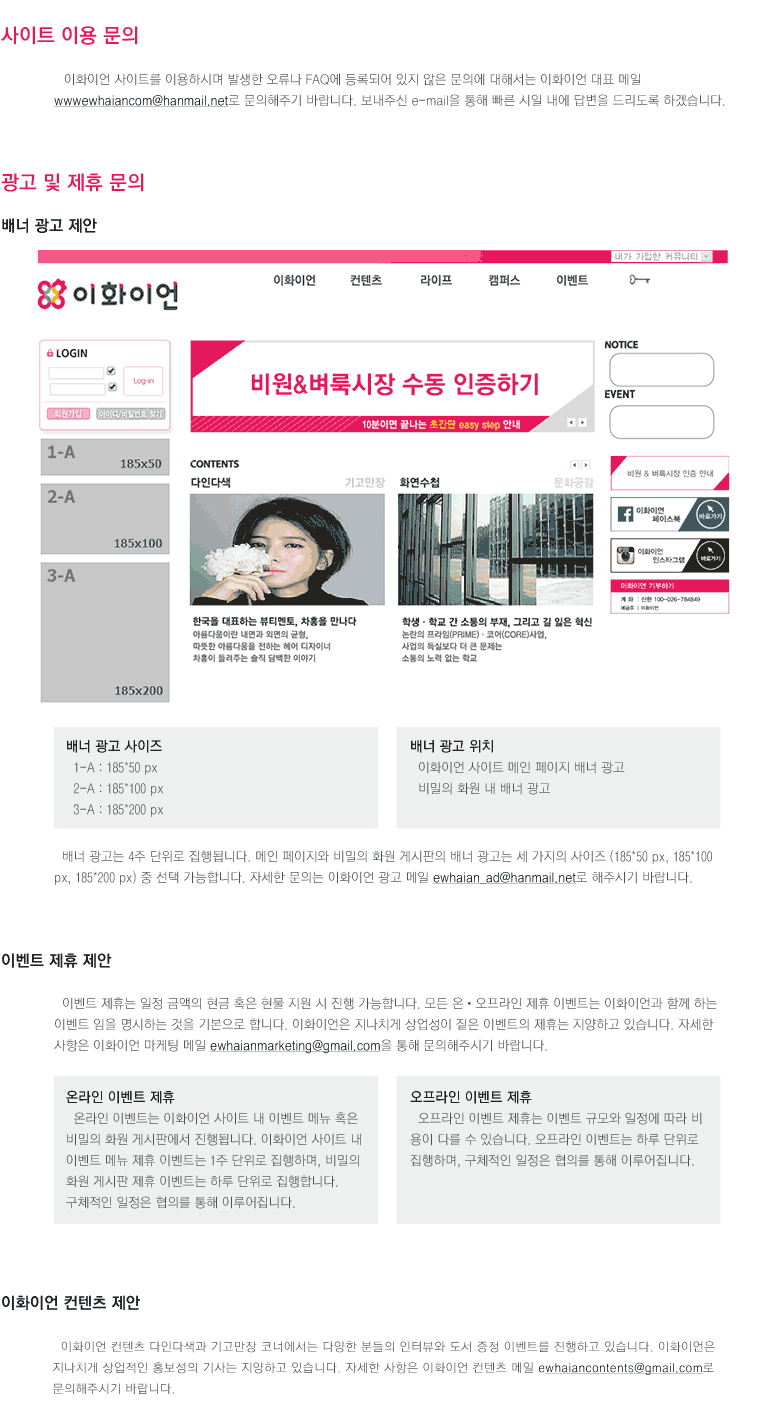 사이트 이용 문의
이화이언 사이트를 이용하시며 발생한 오류나 FAQ에 등록되어 있지 않은 문의에 대해서는 이화이언 대표 메일
wwwewhaiancom@hanmail.net로 문의해주기 바랍니다. 보내주신 e-mail을 통해 빠른 시일 내에 답변을 드리도록 하겠습니다.
광고 및 제휴 문의
배너 광고 제안
내가 가입한 커뮤니티
이화이언
이화이언 컨텐츠 라이프 캠퍼스 이벤트
LOGIN
Log-in
회원가입 아이디/비밀번호 찾기
비원&벼룩시장 수동 인증하기
10분이면 끝나는 초간단 easy step 안내
NOTICE
EVENT
1-A
185x50
2-A
185x100
3-A
185x200
CONTENTS
다인다색 기고만장
화연수첩 문화공감
한국을 대표하는 뷰티멘토, 차홍을 만나다
아름다움이란 내면과 외면의 균형,
따뜻한 아름다움을 전하는 헤어 디자이너
차홍이 들려주는 솔직 담백한 이야기
학생 · 학교 간 소통의 부재, 그리고 길 잃은 혁신
논란의 프라임(PRIME) · 코어(CORE)사업,
사업의 득실보다 더 큰 문제는
소통의 노력 없는 학교
비원 & 벼룩시장 인증 안내
이화이언
페이스북
바로가기
이화이언
인스타그램
바로가기
이화이언 기부하기
계 좌 | 신한 100-026-784849
예금주 | 이화이언
배너 광고 사이즈
1-A : 185*50 px
2-A : 185*100 px
3-A : 185*200 px
배너 광고 위치
이화이언 사이트 메인 페이지 배너 광고
비밀의 화원 내 배너 광고
배너 광고는 4주 단위로 집행됩니다. 메인 페이지와 비밀의 화원 게시판의 배너 광고는 세 가지의 사이즈 (185*50 px, 185*100
px, 185*200 px) 중 선택 가능합니다. 자세한 문의는 이화이언 광고 메일 ewhaian_ad@hanmail.net로 해주시기 바랍니다.
이벤트 제휴 제안
이벤트 제휴는 일정 금액의 현금 혹은 현물 지원 시 진행 가능합니다. 모든 온•오프라인 제휴 이벤트는 이화이언과 함께 하는
이벤트 임을 명시하는 것을 기본으로 합니다. 이화이언은 지나치게 상업성이 짙은 이벤트의 제휴는 지양하고 있습니다. 자세한
사항은 이화이언 마케팅 메일 ewhaianmarketing@gmail.com을 통해 문의해주시기 바랍니다.
온라인 이벤트 제휴
온라인 이벤트는 이화이언 사이트 내 이벤트 메뉴 혹은
비밀의 화원 게시판에서 진행됩니다. 이화이언 사이트 내
이벤트 메뉴 제휴 이벤트는 1주 단위로 집행하며, 비밀의
화원 게시판 제휴 이벤트는 하루 단위로 집행합니다.
구체적인 일정은 협의를 통해 이루어집니다.
오프라인 이벤트 제휴
오프라인 이벤트 제휴는 이벤트 규모와 일정에 따라 비
용이 다를 수 있습니다. 오프라인 이벤트는 하루 단위로
집행하며, 구체적인 일정은 협의를 통해 이루어집니다.
이화이언 컨텐츠 제안
이화이언 컨텐츠 다인다색과 기고만장 코너에서는 다양한 분들의 인터뷰와 도서 증정 이벤트를 진행하고 있습니다. 이화이언은
지나치게 상업적인 홍보성의 기사는 지양하고 있습니다. 자세한 사항은 이화이언 컨텐츠 메일 ewhaiancontents@gmail.com로
문의해주시기 바랍니다.